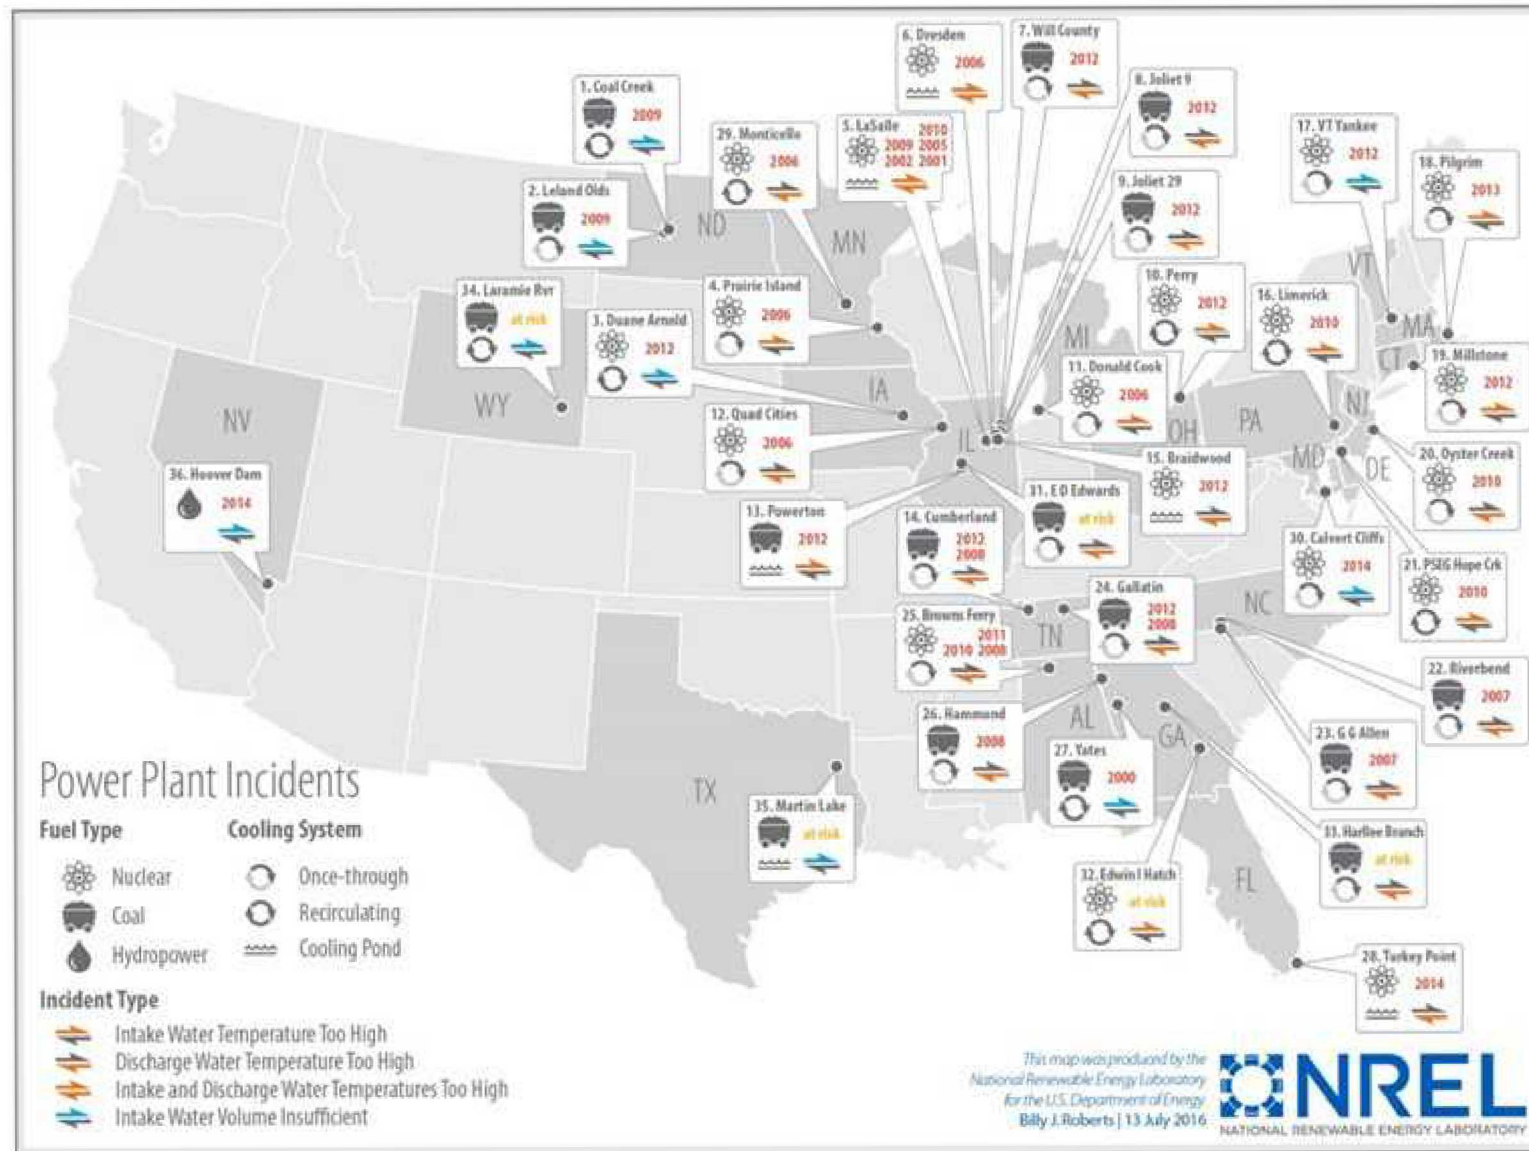 6. Dresden
2006
7. Will County
2012
1. Coal Creek
2009
8. Joliet 9
2012
29. Monticello
2006
5. LaSalle
2010
2009 2005
2002 2001
17. VT Yankee
2012
18. Pilgrim
2013
2. Leland Olds
2009
9. Joliet 29
2012
ND
MN
VT
34. Laramie Rvr
at risk
4. Prairie Island
2006
10. Perry
2012
16. Limerick
2010
3. Duane Arnold
2012
MI
MA
CT
11. Donald Cook
2006
19. Millstone
2012
WY
IA
NV
12. Quad Cities
2006
IL
OH
PA
NJ
MD
DE
15. Braidwood
2012
20. Oyster Creek
2010
36. Hoover Dam
2014
31. E D Edwards
at risk
13. Powerton
2012
14. Cumberland
2012
2008
30. Calvert Cliffs
2014
21. PSEG Hope Crk
2010
24. Gallatin
2012
2008
NC
25. Browns Ferry
2011
2010 2008
TN
22. Riverbend
2007
26. Hammond
2008
AL
GA
27. Yates
2000
23. G G Allen
2007
TX
35. Martin Lake
at risk
33. Harllee Branch
at risk
32. Edwin I Hatch
at risk
FL
28. Turkey Point
2014
Power Plant Incidents
Fuel Type
Nuclear
Coal
Hydropower
Cooling System
Once-through
Recirculating
Cooling Pond
Incident Type
Intake Water Temperature Too High
Discharge Water Temperature Too High
Intake and Discharge Water Temperatures Too High
Intake Water Volume Insufficient
This map was produced by the
National Renewable Energy Laboratory
for the U.S. Department of Energy
Billy J. Roberts | 13 July 2016
NREL
NATIONAL RENEWABLE ENERGY LABORATORY